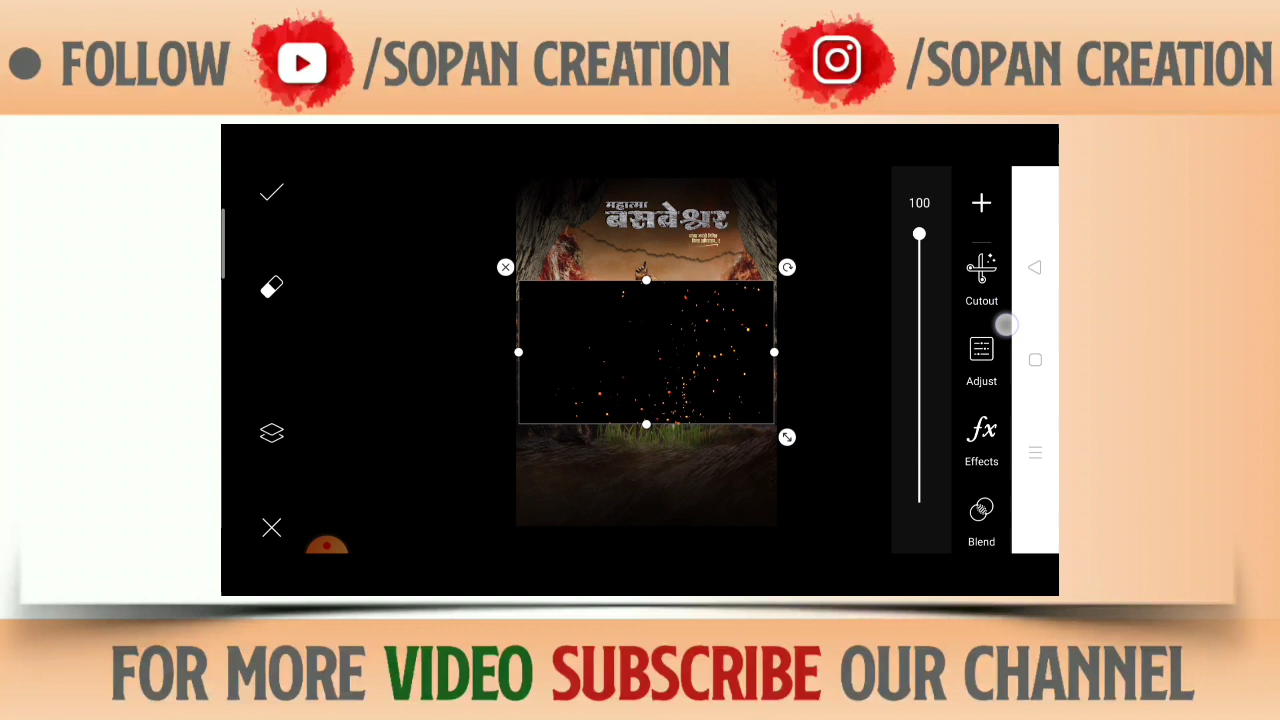 FOLLOW /SOPAN CREATION /SOPAN CREATION
महात्मा
बसवेश्वर
100
Cutout
Adjust
fx
Effects
Blend
FOR MORE VIDEO SUBSCRIBE OUR CHANNEL